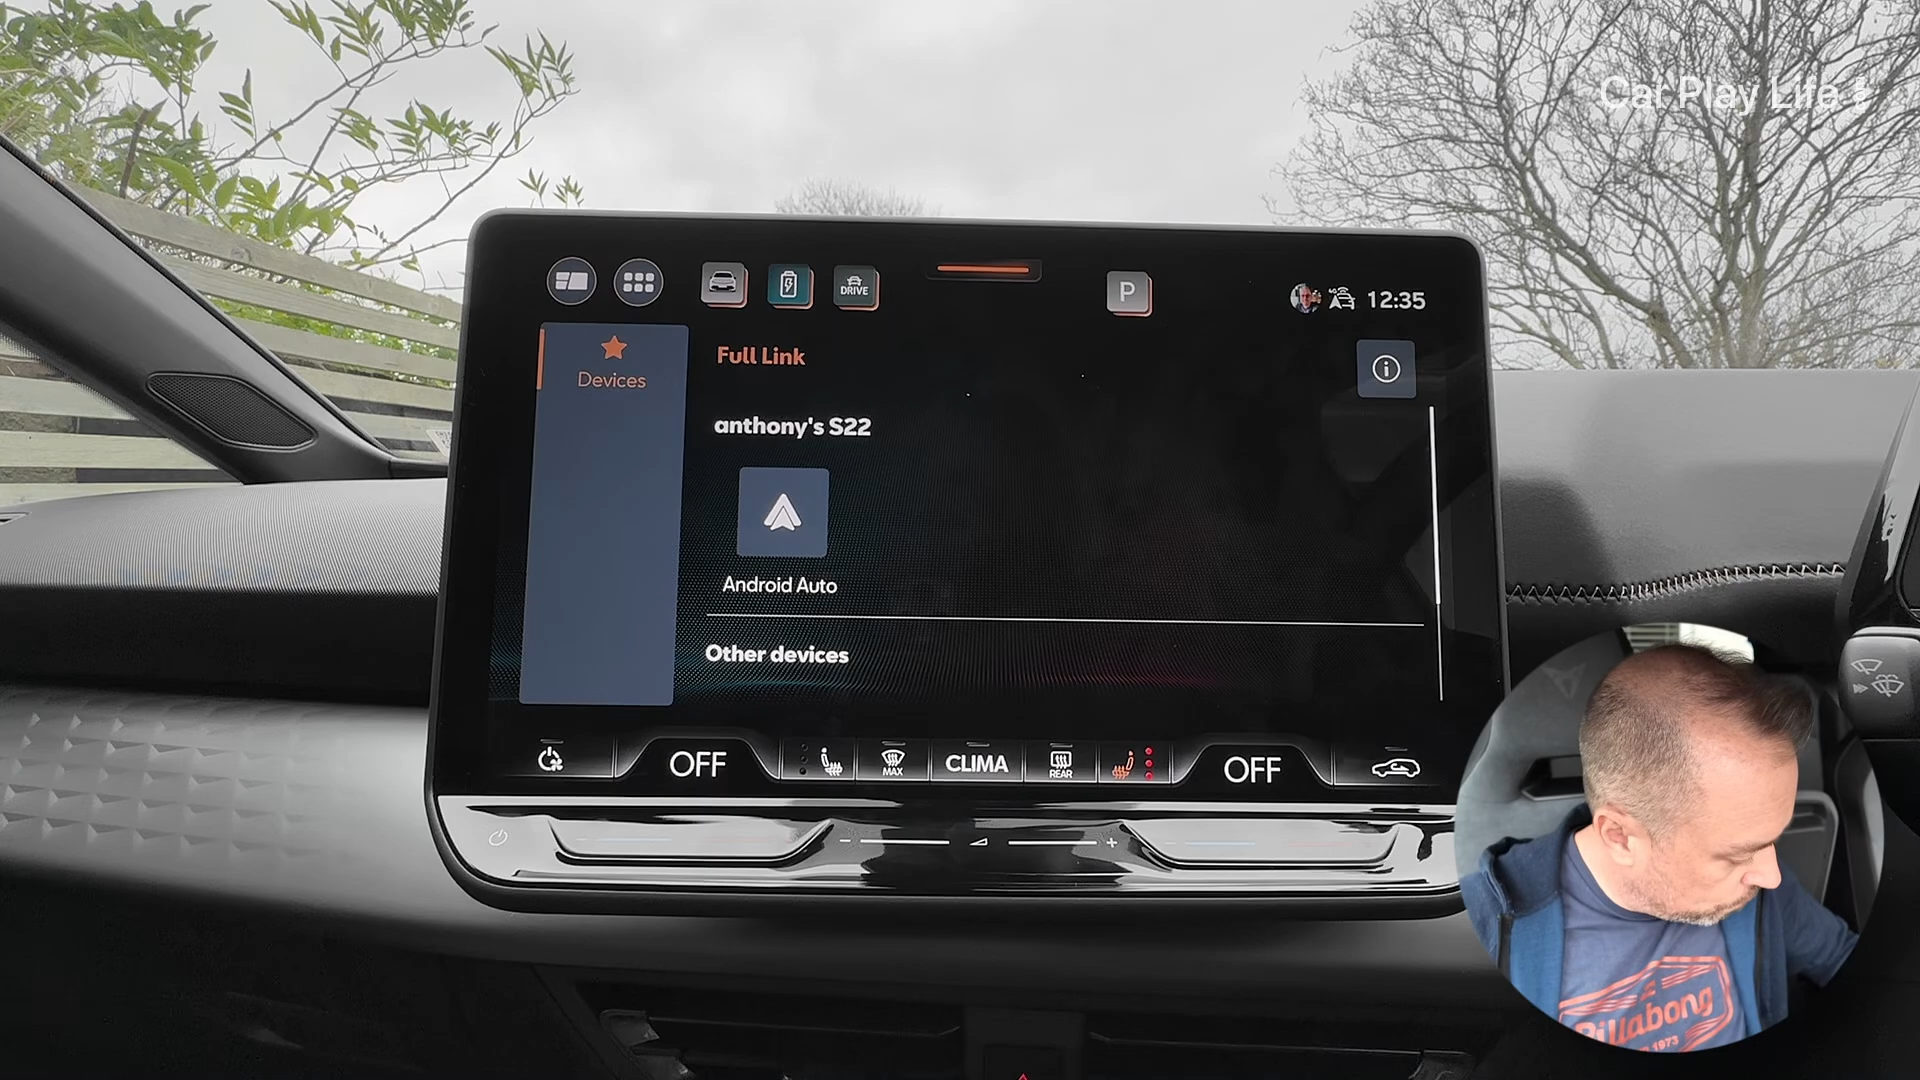 Car Play Life
DRIVE
P
12:35
Devices
Full Link
anthony's S22
Android Auto
Other devices
OFF
MAX
CLIMA
REAR
OFF
Billabong
1973